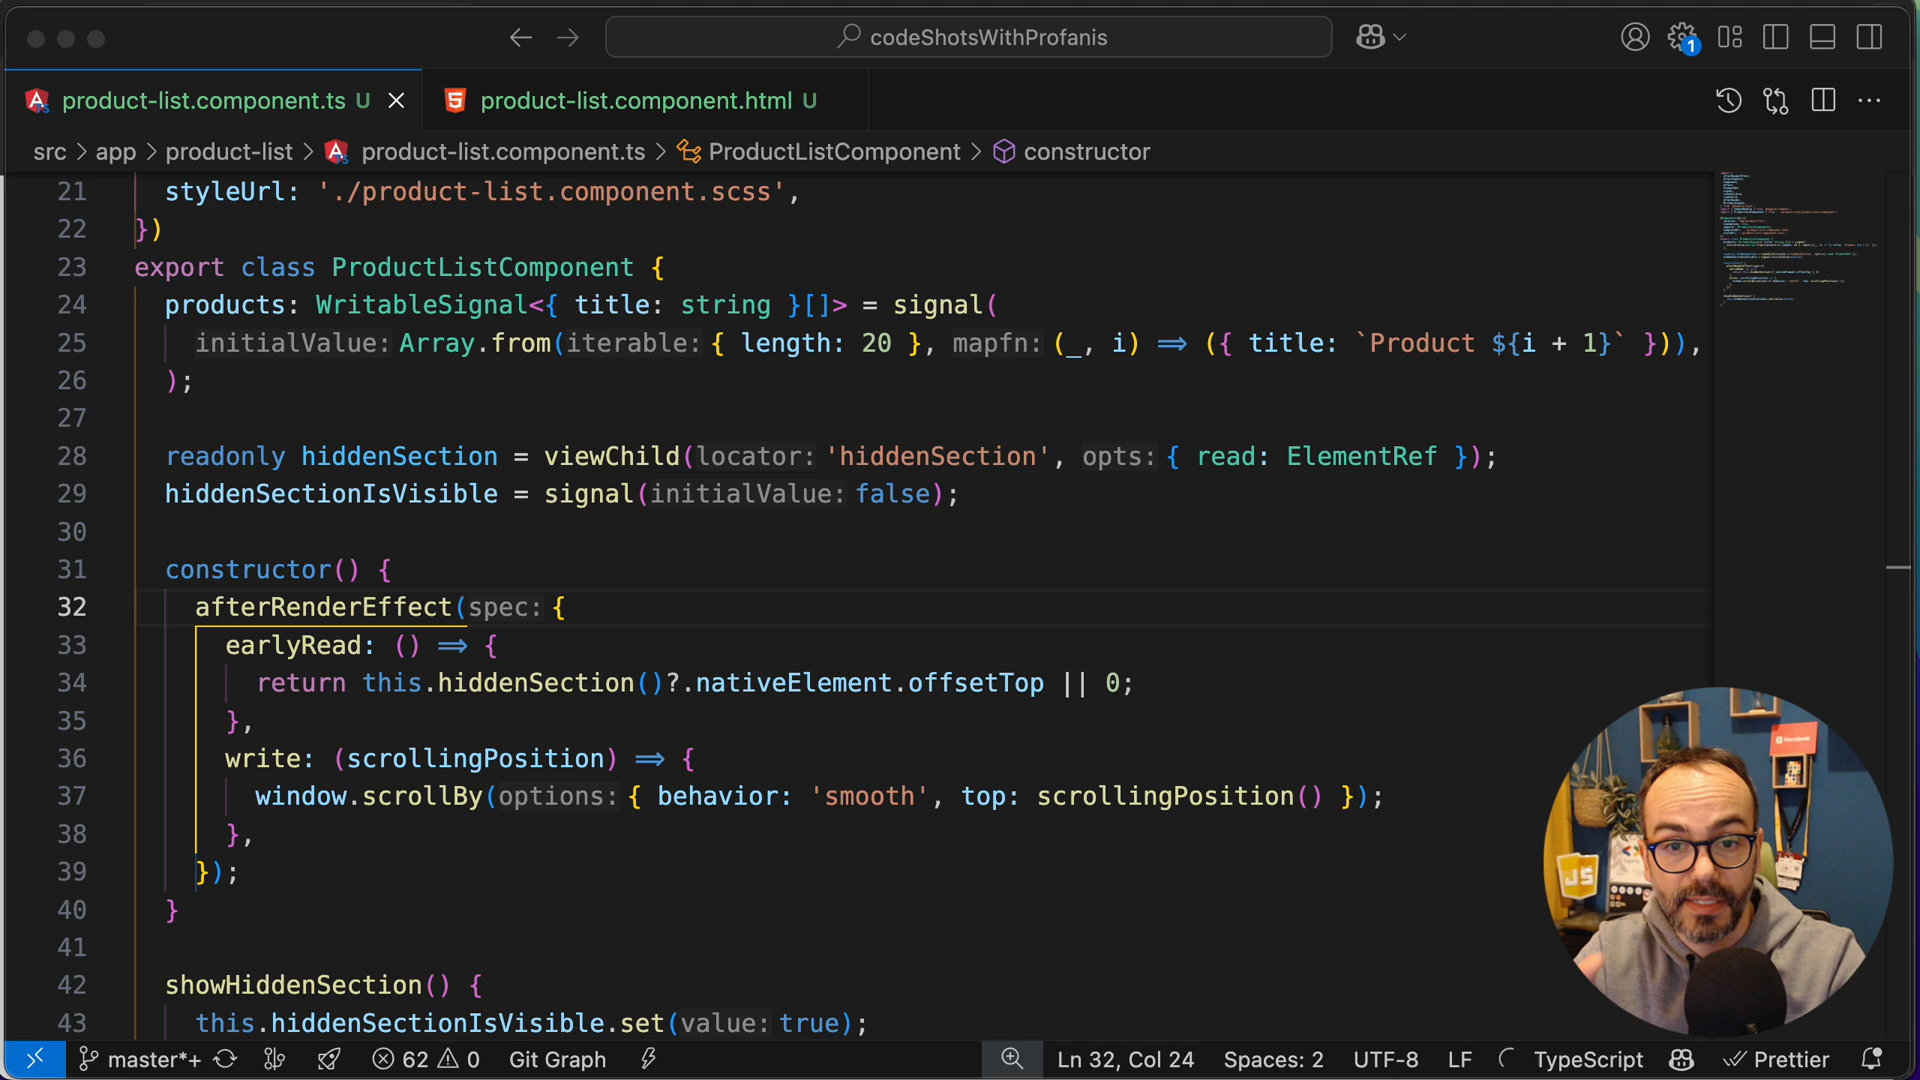 codeShotsWithProfanis
1
product-list.component.ts U
product-list.component.html U
src > app > product-list > product-list.component.ts > ProductListComponent > constructor
21 styleUrl: './product-list.component.scss',
22 })
23 export class ProductListComponent {
24 products: WritableSignal<{ title: string }[]> = signal(
25 initialValue: Array.from(iterable: { length: 20 }, mapfn: (_, i) => ({ title: `Product ${i + 1}` })),
26 );
27
28 readonly hiddenSection = viewChild(locator: 'hiddenSection', opts: { read: ElementRef });
29 hiddenSectionIsVisible = signal(initialValue: false);
30
31 constructor() {
32 afterRenderEffect(spec: {
33 earlyRead: () => {
34 return this.hiddenSection()?.nativeElement.offsetTop || 0;
35 },
36 write: (scrollingPosition) => {
37 window.scrollBy(options: { behavior: 'smooth', top: scrollingPosition() });
38 },
39 });
40 }
41
42 showHiddenSection() {
43 this.hiddenSectionIsVisible.set(value: true);
JS
master*+ 62 0 Git Graph Ln 32, Col 24 Spaces: 2 UTF-8 LF TypeScript Prettier